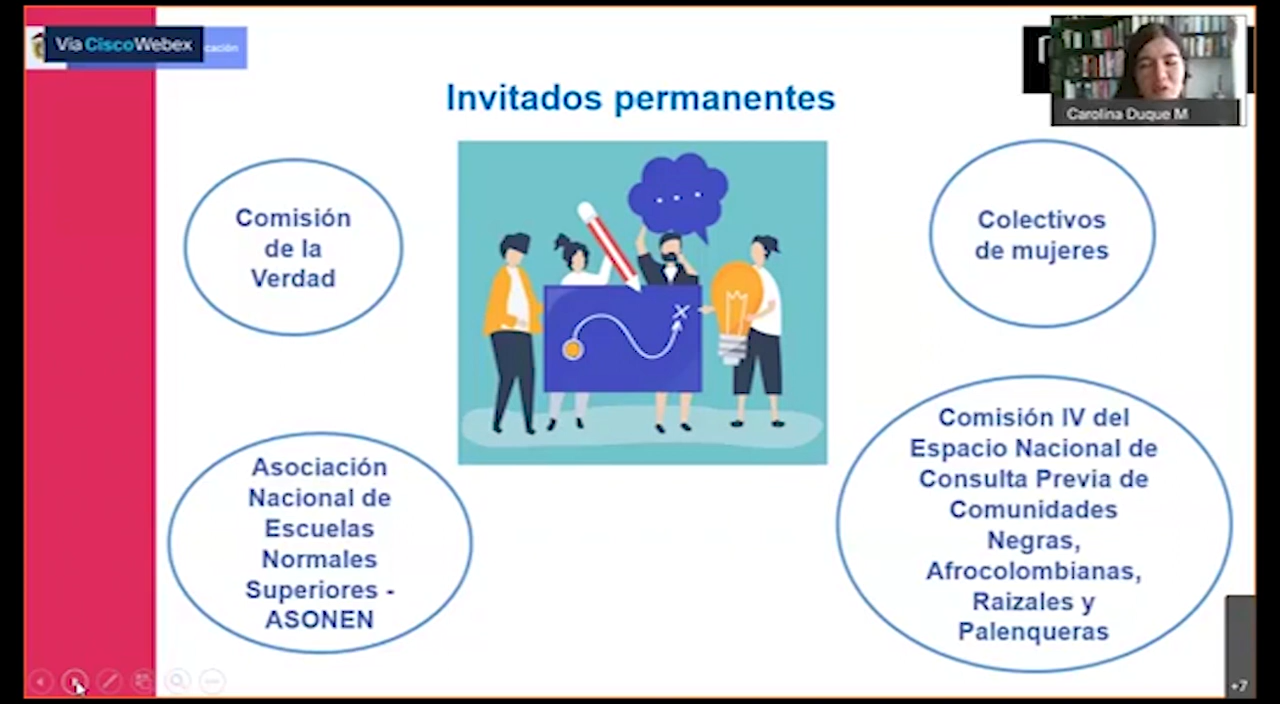 Vía CiscoWebex
cación
Invitados permanentes
Carolina Duque M
Comisión
de la
Verdad
Colectivos
de mujeres
Asociación
Nacional de
Escuelas
Normales
Superiores -
ASONEN
Comisión IV del
Espacio Nacional de
Consulta Previa de
Comunidades
Negras,
Afrocolombianas,
Raizales y
Palenqueras
+7